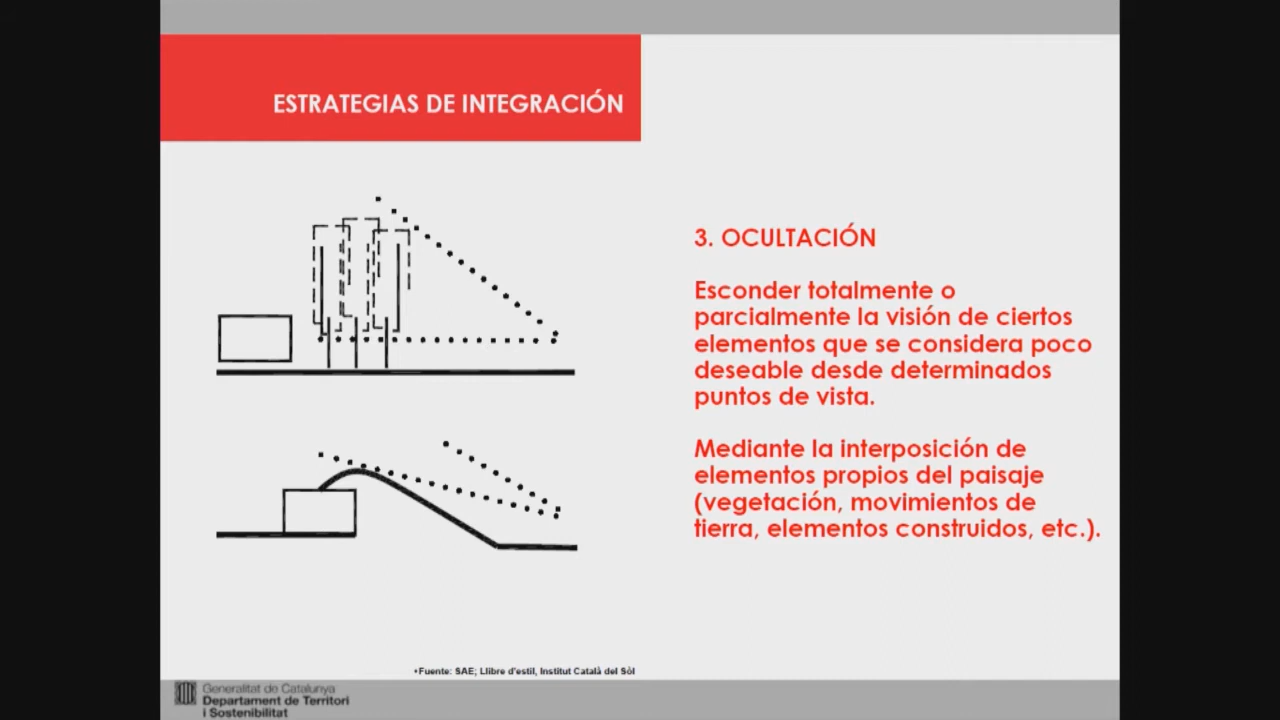 ESTRATEGIAS DE INTEGRACIÓN
3. OCULTACIÓN
Esconder totalmente o
parcialmente la visión de ciertos
elementos que se considera poco
deseable desde determinados
puntos de vista.
Mediante la interposición de
elementos propios del paisaje
(vegetación, movimientos de
tierra, elementos construidos, etc.).
•Fuente: SAE; Llibre d'estil, Institut Català del Sòl
Generalitat de Catalunya
Departament de Territori
i Sostenibilitat